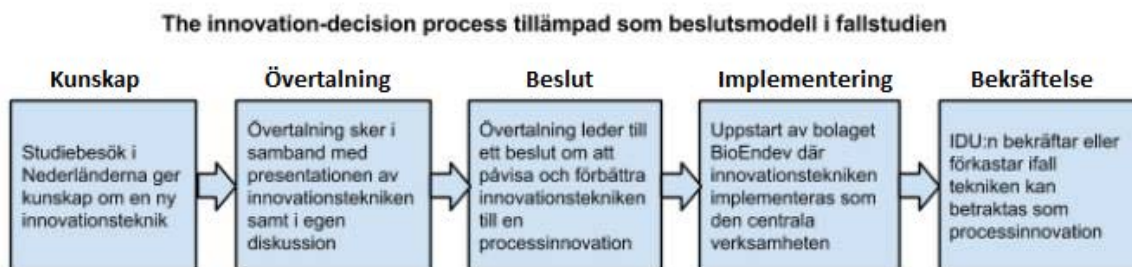 The innovation-decision process tillämpad som beslutsmodell i fallstudien
Kunskap
Studiebesök i
Nederländerna ger
kunskap om en ny
innovationsteknik
Övertalning
Övertalning sker i
samband med
presentationen av
innovationstekniken
samt i egen
diskussion
Beslut
Övertalning leder till
ett beslut om att
påvisa och förbättra
innovationstekniken
till en
processinnovation
Implementering
Uppstart av bolaget
BioEndev där
innovationstekniken
implementeras som
den centrala
verksamheten
Bekräftelse
IDU:n bekräftar eller
förkastar ifall
tekniken kan
betraktas som
processinnovation